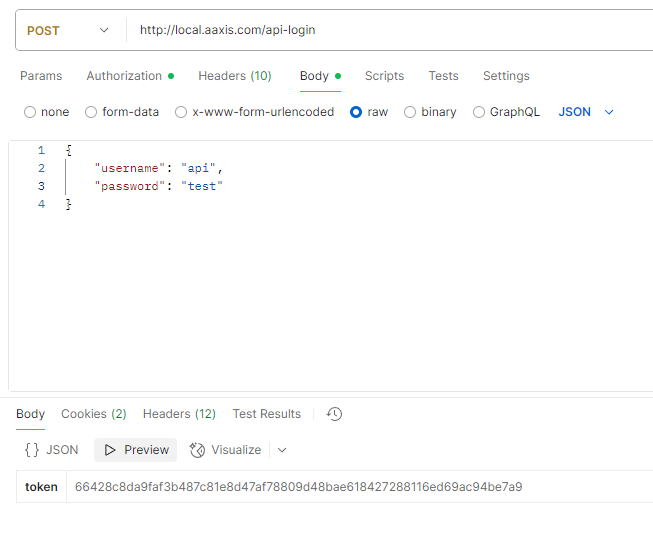 POST http://local.aaxis.com/api-login
Params Authorization Headers (10) Body Scripts Tests Settings
none form-data x-www-form-urlencoded raw binary GraphQL JSON
1 {
2 "username": "api",
3 "password": "test"
4 }
Body Cookies (2) Headers (12) Test Results
{} JSON Preview Visualize
token 66428c8da9faf3b487c81e8d47af78809d48bae618427288116ed69ac94be7a9